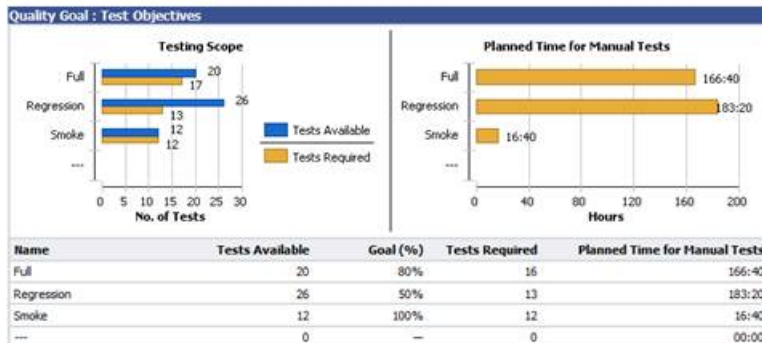 Quality Goal : Test Objectives
Testing Scope
Full
20
17
Regression
26
13
Smoke
12
12
---
0 5 10 15 20 25 30
No. of Tests
Tests Available
Tests Required
Planned Time for Manual Tests
Full
166:40
Regression
183:20
Smoke
16:40
---
0 40 80 120 160 200
Hours
Name Tests Available Goal (%) Tests Required Planned Time for Manual Tests
Full 20 80% 16 166:40
Regression 26 50% 13 183:20
Smoke 12 100% 12 16:40
--- 0 — 0 00:00